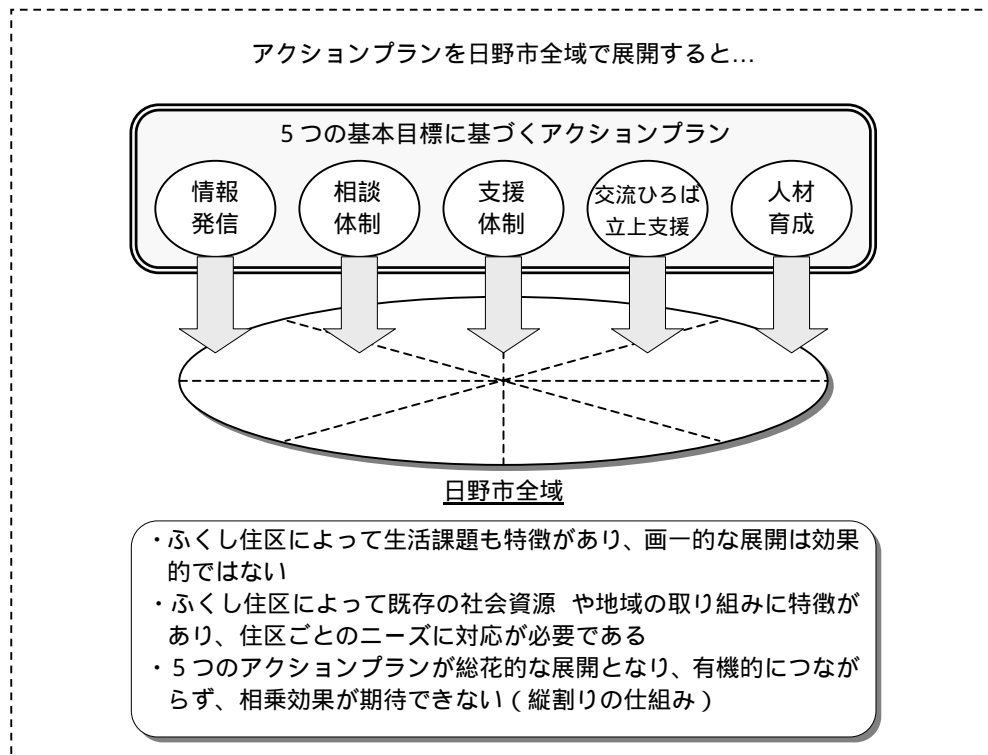 アクションプランを日野市全域で展開すると…
５つの基本目標に基づくアクションプラン
情報
発信
相談
体制
支援
体制
交流ひろば
立上支援
人材
育成
日野市全域
・ふくし住区によって生活課題も特徴があり、画一的な展開は効果
的ではない
・ふくし住区によって既存の社会資源　や地域の取り組みに特徴が
あり、住区ごとのニーズに対応が必要である
・５つのアクションプランが総花的な展開となり、有機的につなが
らず、相乗効果が期待できない（縦割りの仕組み）